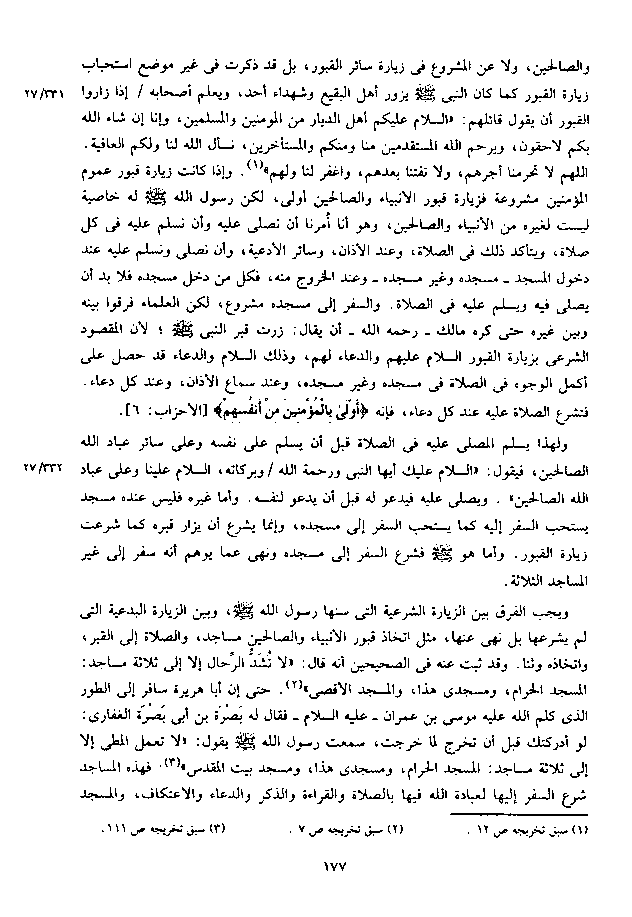 والصالحين، ولا عن المشروع فى زيارة سائر القبور، بل قد ذكرت فى غير موضع استحباب
زيارة القبور كما كان النبى ﷺ يزور أهل البقيع وشهداء أحد، ويعلم أصحابه / إذا زاروا ٢٧/٣٣١
القبور أن يقول قائلهم: «السلام عليكم أهل الديار من المؤمنين والمسلمين، وإنا إن شاء الله
بكم لاحقون، ويرحم الله المستقدمين منا ومنكم والمستأخرين، نسأل الله لنا ولكم العافية.
اللهم لا تحرمنا أجرهم، ولا تفتنا بعدهم، واغفر لنا ولهم»(١). وإذا كانت زيارة قبور عموم
المؤمنين مشروعة فزيارة قبور الأنبياء والصالحين أولى، لكن رسول الله ﷺ له خاصية
ليست لغيره من الأنبياء والصالحين، وهو أنا أُمرنا أن نصلى عليه وأن نسلم عليه فى كل
صلاة، ويتأكد ذلك فى الصلاة، وعند الأذان، وسائر الأدعية، وأن نصلى ونسلم عليه عند
دخول المسجد ـ مسجده وغير مسجده ـ وعند الخروج منه، فكل من دخل مسجده فلا بد أن
يصلى فيه ويسلم عليه فى الصلاة. والسفر إلى مسجده مشروع، لكن العلماء فرقوا بينه
وبين غيره حتى كره مالك ـ رحمه الله ـ أن يقال: زرت قبر النبى ﷺ ؛ لأن المقصود
الشرعى بزيارة القبور السلام عليهم والدعاء لهم، وذلك السلام والدعاء قد حصل على
أكمل الوجوه فى الصلاة فى مسجده وغير مسجده، وعند سماع الأذان، وعند كل دعاء.
فتشرع الصلاة عليه عند كل دعاء، فإنه ﴿أَوْلَىٰ بِالْمُؤْمِنِينَ مِنْ أَنفُسِهِمْ﴾ [الأحزاب: ٦].
ولهذا يسلم المصلى عليه فى الصلاة قبل أن يسلم على نفسه وعلى سائر عباد الله
الصالحين، فيقول: «السلام عليك أيها النبى ورحمة الله / وبركاته، السلام علينا وعلى عباد ٢٧/٣٣٢
الله الصالحين» . ويصلى عليه فيدعو له قبل أن يدعو لنفسه. وأما غيره فليس عنده مسجد
يستحب السفر إليه كما يستحب السفر إلى مسجده، وإنما يشرع أن يزار قبره كما شرعت
زيارة القبور. وأما هو ﷺ فشرع السفر إلى مسجده ونهى عما يوهم أنه سفر إلى غير
المساجد الثلاثة.
ويجب الفرق بين الزيارة الشرعية التى سنها رسول الله ﷺ، وبين الزيارة البدعية التى
لم يشرعها بل نهى عنها، مثل اتخاذ قبور الأنبياء والصالحين مساجد، والصلاة إلى القبر،
واتخاذه وثنا. وقد ثبت عنه فى الصحيحين أنه قال: «لا تُشَدُّ الرِّحال إلا إلى ثلاثة مساجد:
المسجد الحرام، ومسجدى هذا، والمسجد الأقصى»(٢). حتى إن أبا هريرة سافر إلى الطور
الذى كلم الله عليه موسى بن عمران ـ عليه السلام ـ فقال له بَصْرَة بن أبى بَصْرَة الغفارى:
لو أدركتك قبل أن تخرج لما خرجت، سمعت رسول الله ﷺ يقول: «لا تعمل المطى إلا
إلى ثلاثة مساجد: المسجد الحرام، ومسجدى هذا، ومسجد بيت المقدس»(٣). فهذه المساجد
شرع السفر إليها لعبادة الله فيها بالصلاة والقراءة والذكر والدعاء والاعتكاف، والمسجد
(١) سبق تخريجه ص ١٢ . (٢) سبق تخريجه ص ٧ . (٣) سبق تخريجه ص ١١١.
١٧٧